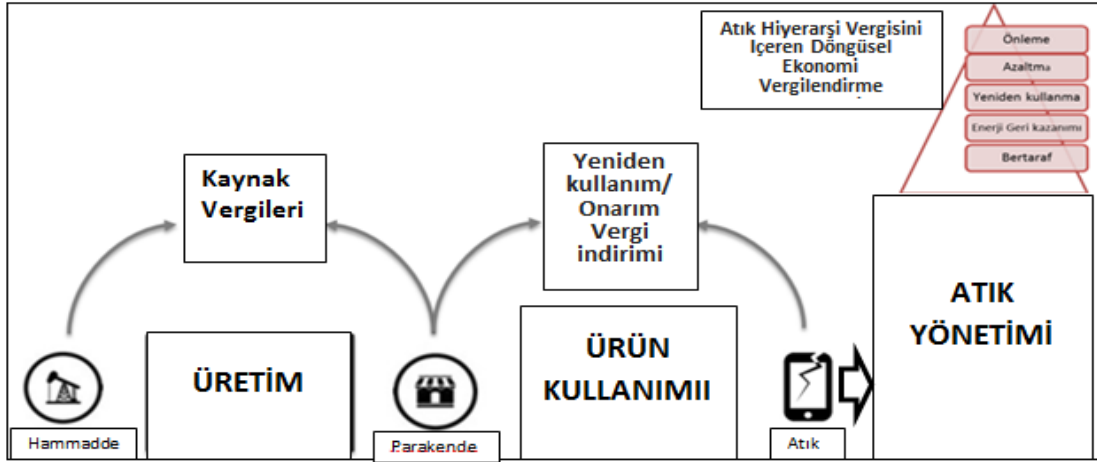 Atık Hiyerarşi Vergisini
İçeren Döngüsel
Ekonomi
Vergilendirme
Önleme
Azaltma
Yeniden kullanma
Enerji Geri kazanımı
Bertaraf
Kaynak
Vergileri
Yeniden
kullanım/
Onarım
Vergi
indirimi
ÜRETİM
ÜRÜN
KULLANIMII
ATIK
YÖNETİMİ
Hammadde
Parakende
Atık